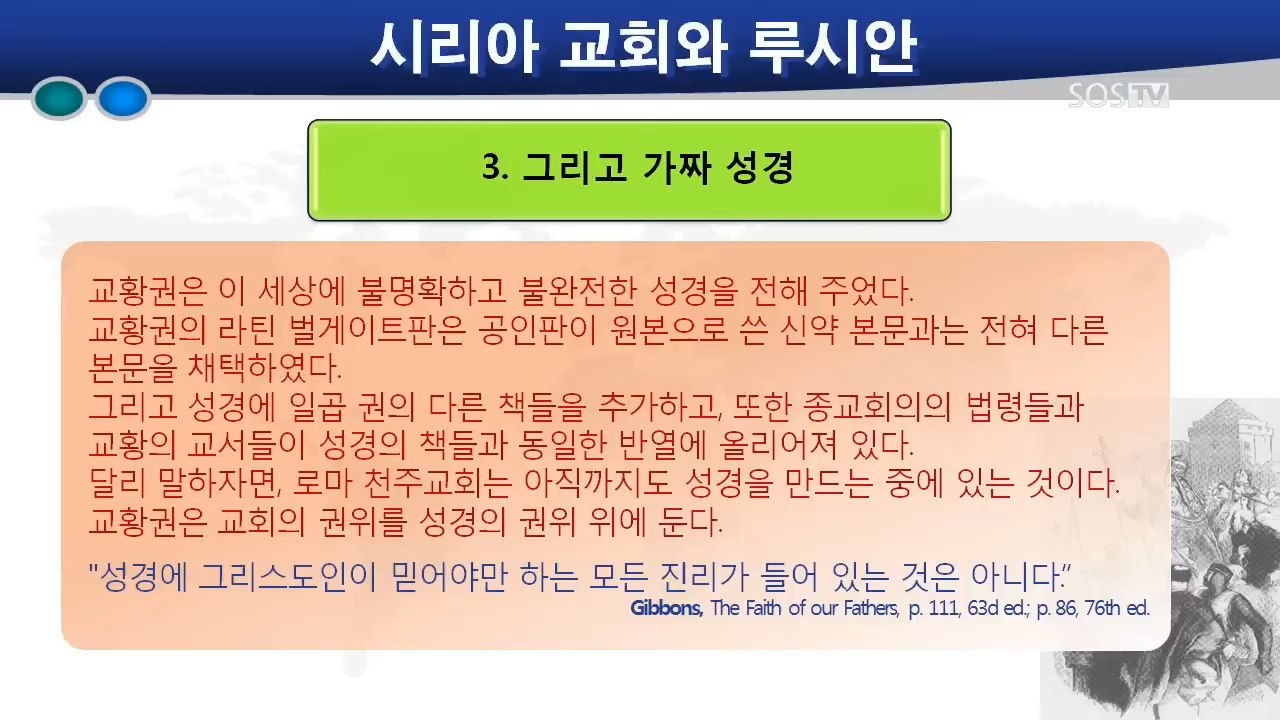 시리아 교회와 루시안
SOSTV
3. 그리고 가짜 성경
교황권은 이 세상에 불명확하고 불완전한 성경을 전해 주었다.
교황권의 라틴 벌게이트판은 공인판이 원본으로 쓴 신약 본문과는 전혀 다른
본문을 채택하였다.
그리고 성경에 일곱 권의 다른 책들을 추가하고, 또한 종교회의의 법령들과
교황의 교서들이 성경의 책들과 동일한 반열에 올리어져 있다.
달리 말하자면, 로마 천주교회는 아직까지도 성경을 만드는 중에 있는 것이다.
교황권은 교회의 권위를 성경의 권위 위에 둔다.
"성경에 그리스도인이 믿어야만 하는 모든 진리가 들어 있는 것은 아니다.”
Gibbons, The Faith of our Fathers, p. 111, 63d ed.; p. 86, 76th ed.